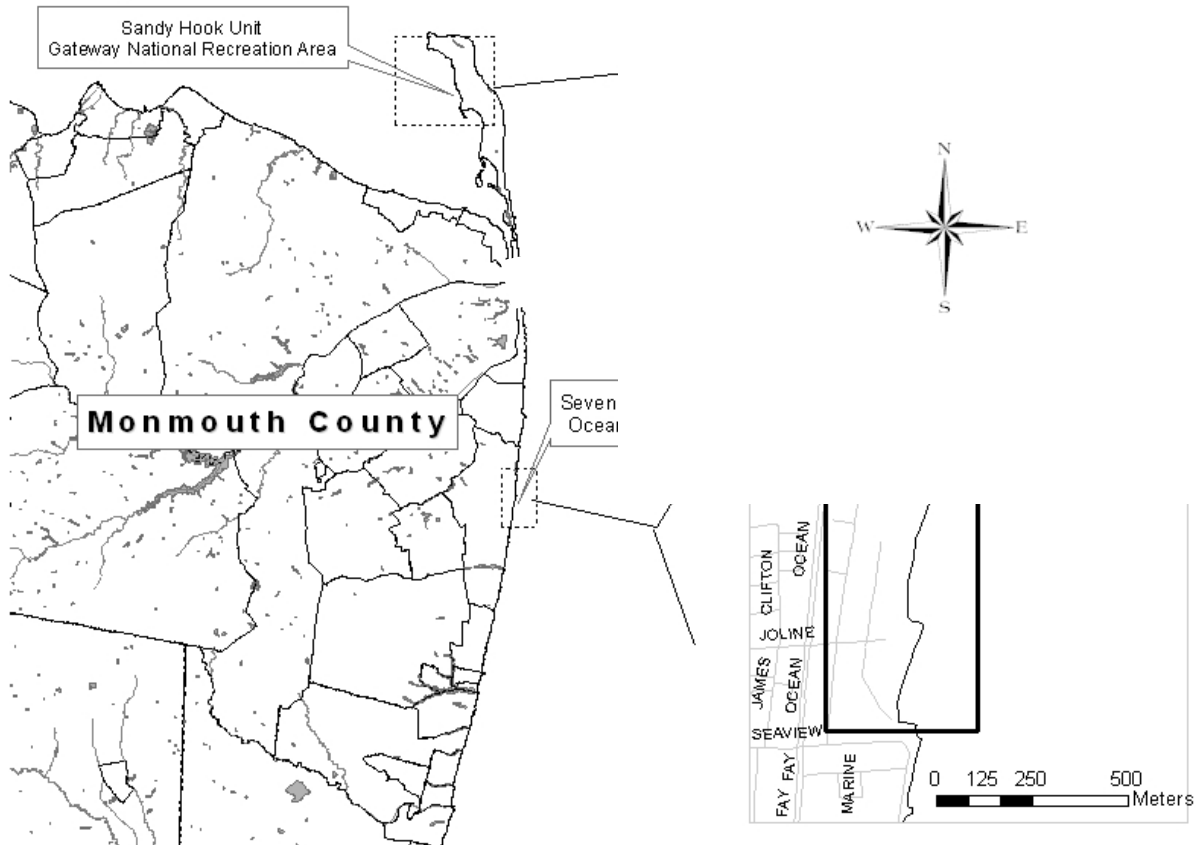 Sandy Hook Unit
Gateway National Recreation Area
N
W
E
S
Monmouth County
Seven
CLIFTON
OCEAN
JOLINE
JAMES
OCEAN
SEAVIEW
FAY
FAY
MARINE
0 125 250 500
Meters